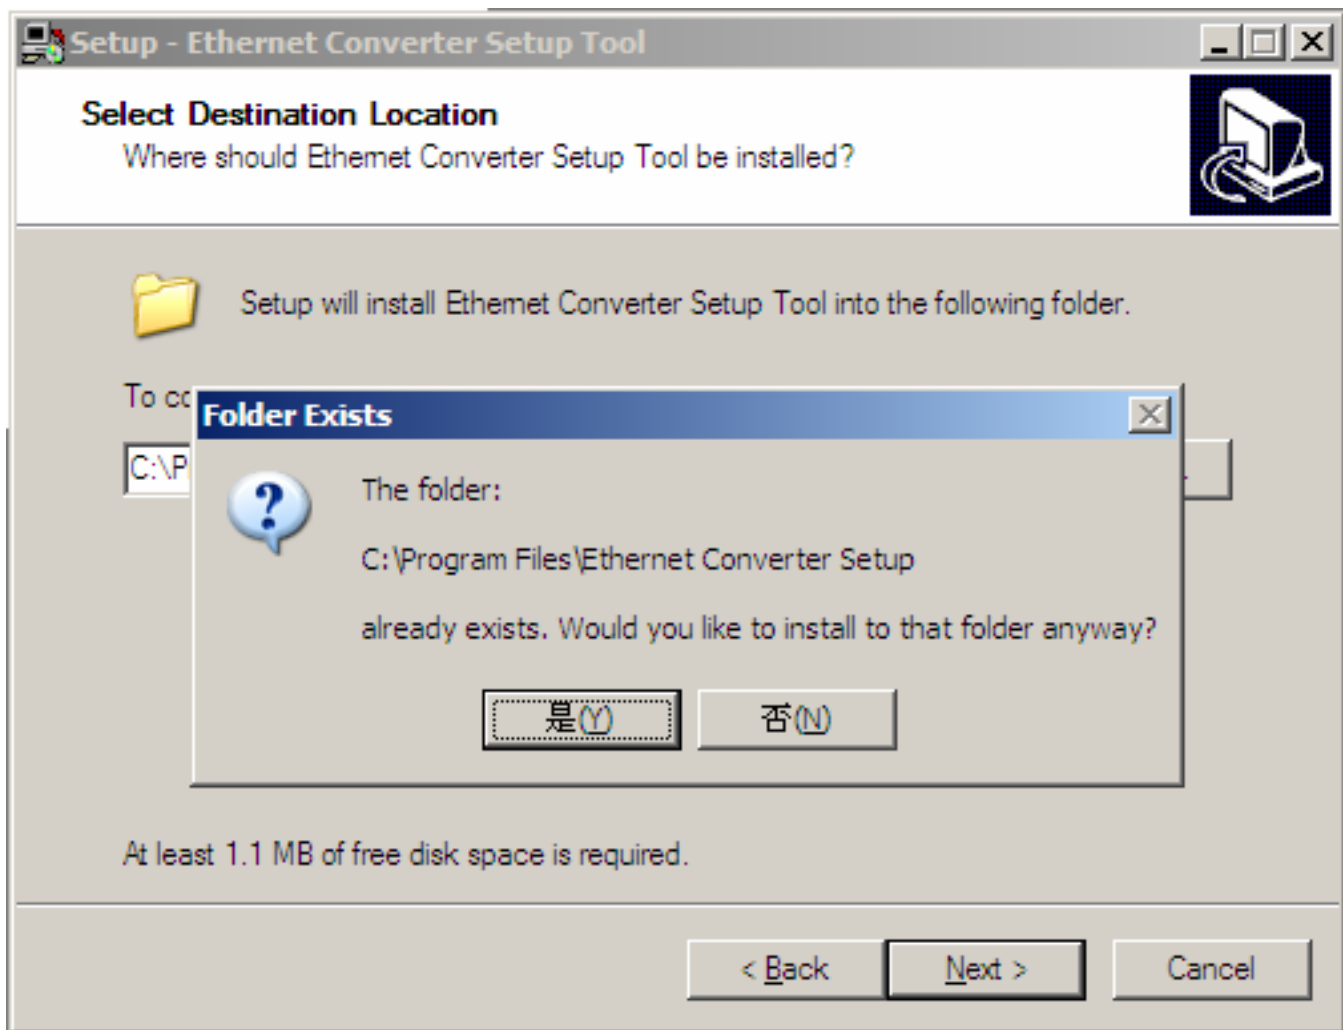 Setup - Ethernet Converter Setup Tool
Select Destination Location
Where should Ethernet Converter Setup Tool be installed?
Setup will install Ethernet Converter Setup Tool into the following folder.
To
Folder Exists
C:\P
The folder:
C:\Program Files\Ethernet Converter Setup
already exists. Would you like to install to that folder anyway?
是(Y) 否(N)
At least 1.1 MB of free disk space is required.
< Back Next > Cancel